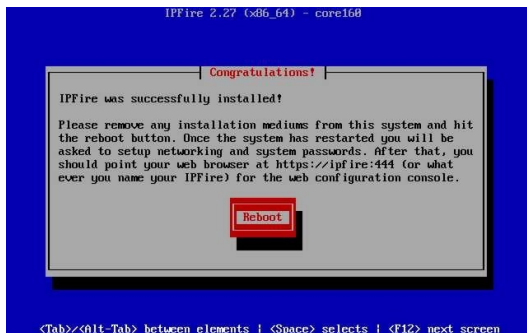 IPFire 2.27 (x86_64) - core160
Congratulations!
IPFire was successfully installed!
Please remove any installation mediums from this system and hit
the reboot button. Once the system has restarted you will be
asked to setup networking and system passwords. After that, you
should point your web browser at https://ipfire:444 (or what
ever you name your IPFire) for the web configuration console.
Reboot
<Tab>/<Alt-Tab> between elements | <Space> selects | <F12> next screen